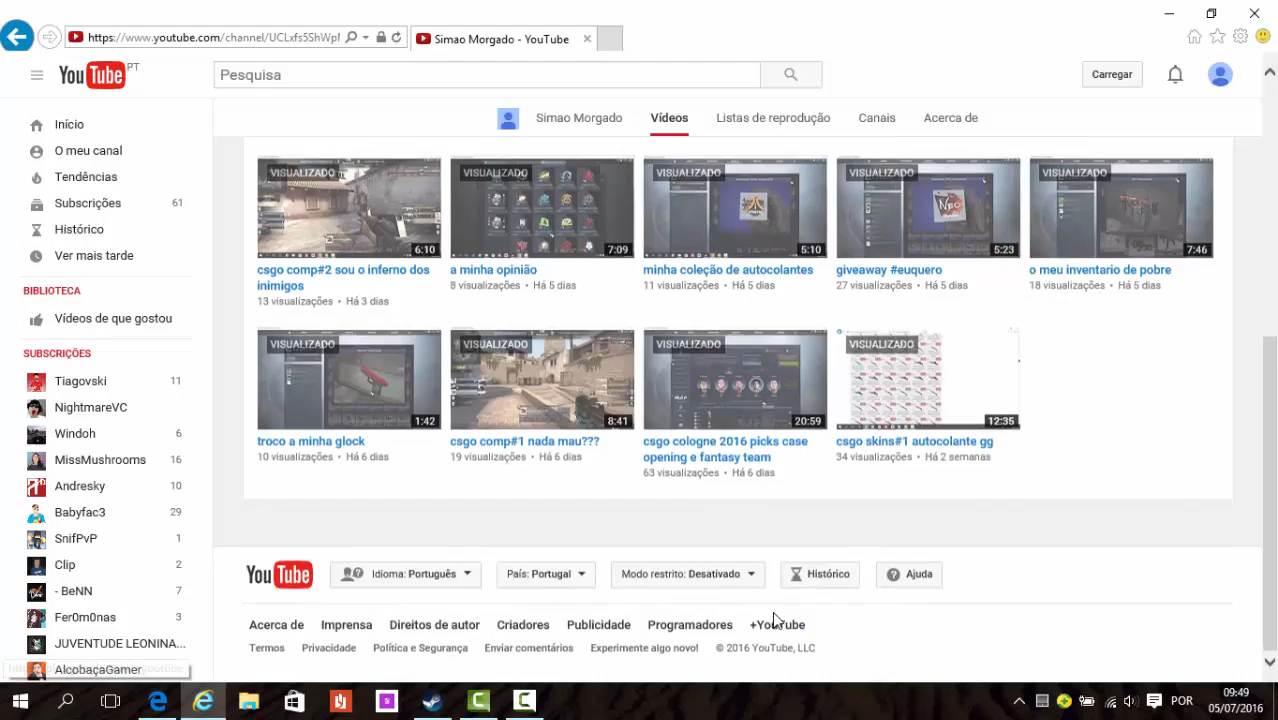 https://www.youtube.com/channel/UCLxfs5ShWpI
Simao Morgado - YouTube
YouTube PT
Pesquisa
Carregar
Início
O meu canal
Tendências
Subscrições 61
Histórico
Ver mais tarde
BIBLIOTECA
Vídeos de que gostou
SUBSCRIÇÕES
Tiagovski 11
NightmareVC
Windoh 6
MissMushrooms 16
Andresky 10
Babyfac3 29
SnifPvP 1
Clip 2
- BeNN 7
Fer0m0nas 3
JUVENTUDE LEONINA...
AlcobaçaGamer
Simao Morgado Vídeos Listas de reprodução Canais Acerca de
VISUALIZADO VISUALIZADO VISUALIZADO VISUALIZADO VISUALIZADO
6:10 7:09 5:10 5:23 7:46
csgo comp#2 sou o inferno dos
inimigos
13 visualizações • Há 3 dias
a minha opinião
8 visualizações • Há 5 dias
minha coleção de autocolantes
11 visualizações • Há 5 dias
giveaway #euquero
27 visualizações • Há 5 dias
o meu inventario de pobre
18 visualizações • Há 5 dias
VISUALIZADO VISUALIZADO VISUALIZADO VISUALIZADO
1:42 8:41 20:59 12:35
troco a minha glock
10 visualizações • Há 6 dias
csgo comp#1 nada mau???
19 visualizações • Há 6 dias
csgo cologne 2016 picks case
opening e fantasy team
63 visualizações • Há 6 dias
csgo skins#1 autocolante gg
34 visualizações • Há 2 semanas
YouTube Idioma: Português País: Portugal Modo restrito: Desativado Histórico Ajuda
Acerca de Imprensa Direitos de autor Criadores Publicidade Programadores +YouTube
Termos Privacidade Política e Segurança Enviar comentários Experimente algo novo! © 2016 YouTube, LLC
POR
09:49
05/07/2016